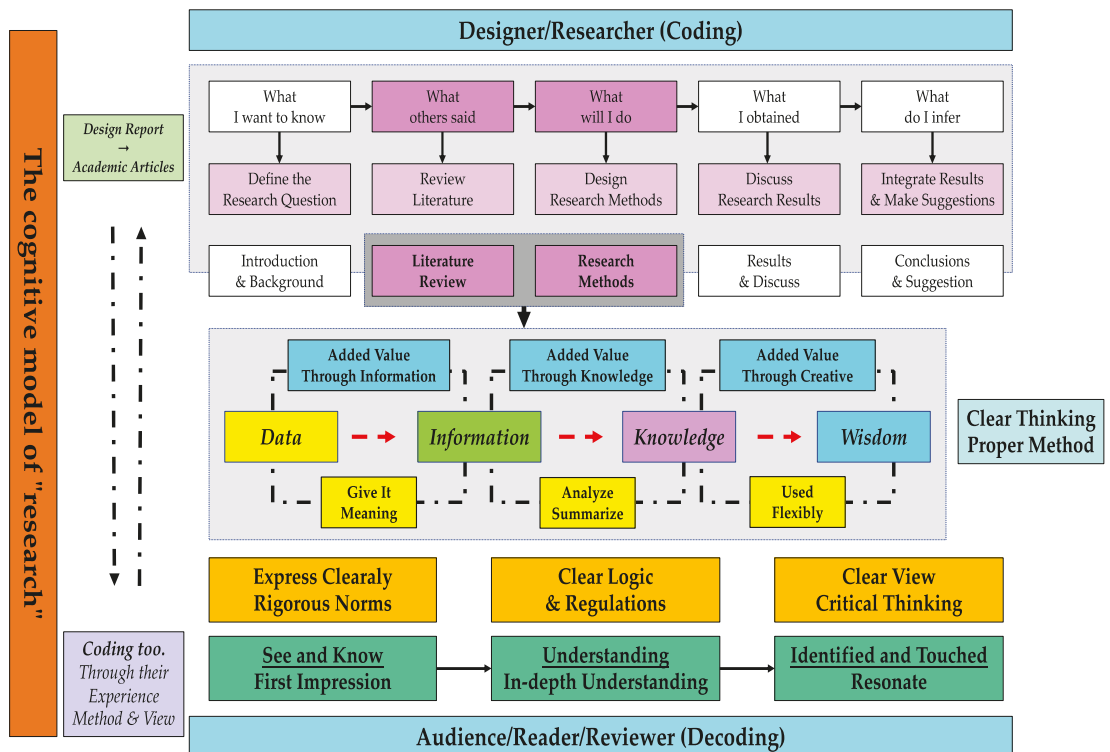 The cognitive model of "research"
Designer/Researcher (Coding)
Design Report
→
Academic Articles
What
I want to know
What
others said
What
will I do
What
I obtained
What
do I infer
Define the
Research Question
Review
Literature
Design
Research Methods
Discuss
Research Results
Integrate Results
& Make Suggestions
Introduction
& Background
Literature
Review
Research
Methods
Results
& Discuss
Conclusions
& Suggestion
Added Value
Through Information
Added Value
Through Knowledge
Added Value
Through Creative
Data
Information
Knowledge
Wisdom
Give It
Meaning
Analyze
Summarize
Used
Flexibly
Clear Thinking
Proper Method
Express Clearaly
Rigorous Norms
Clear Logic
& Regulations
Clear View
Critical Thinking
Coding too.
Through their
Experience
Method & View
See and Know
First Impression
Understanding
In-depth Understanding
Identified and Touched
Resonate
Audience/Reader/Reviewer (Decoding)